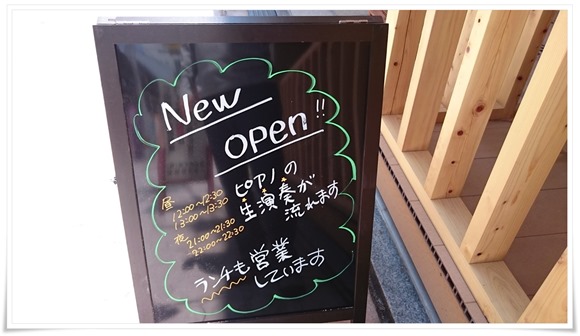 New
open!!
昼
12:00~12:30
13:00~13:30
夜
21:00~21:30
22:00~22:30
ピアノの
生演奏が
流れます
ランチも営業
しています